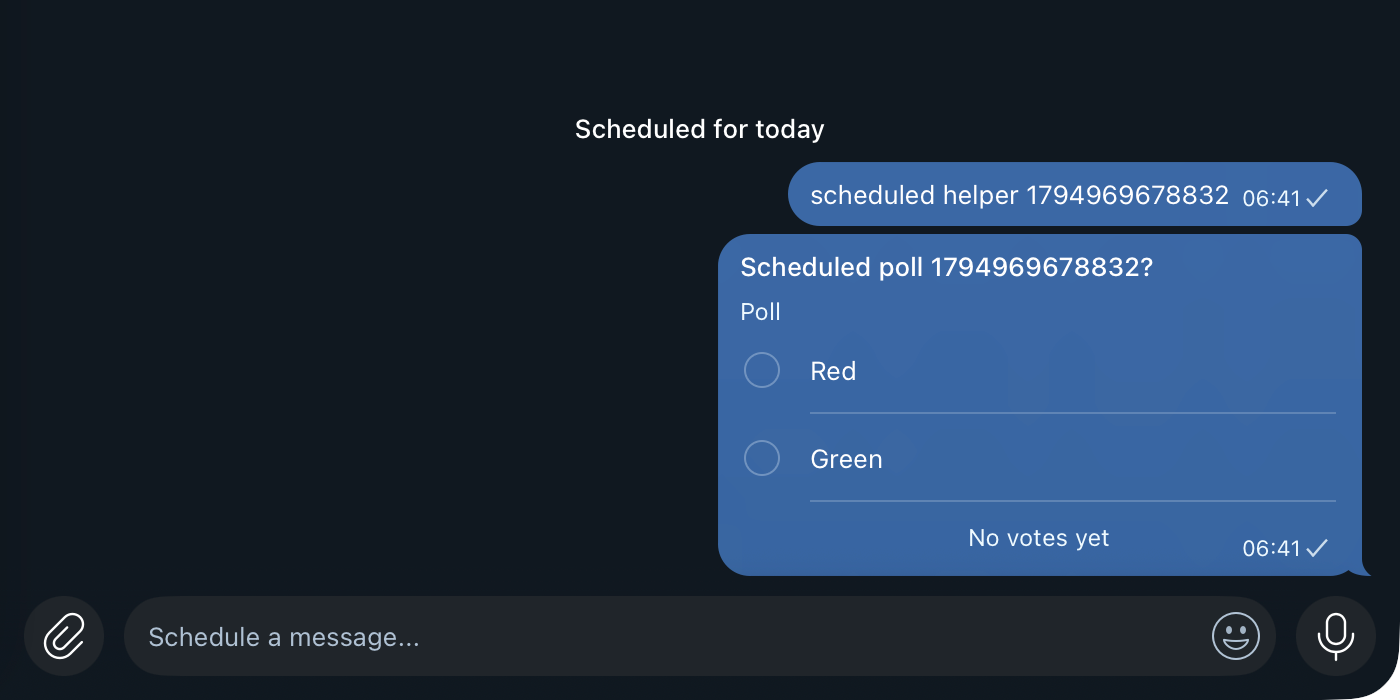 Scheduled for today
scheduled helper 1794969678832 06:41
Scheduled poll 1794969678832?
Poll
Red
Green
No votes yet 06:41
Schedule a message...